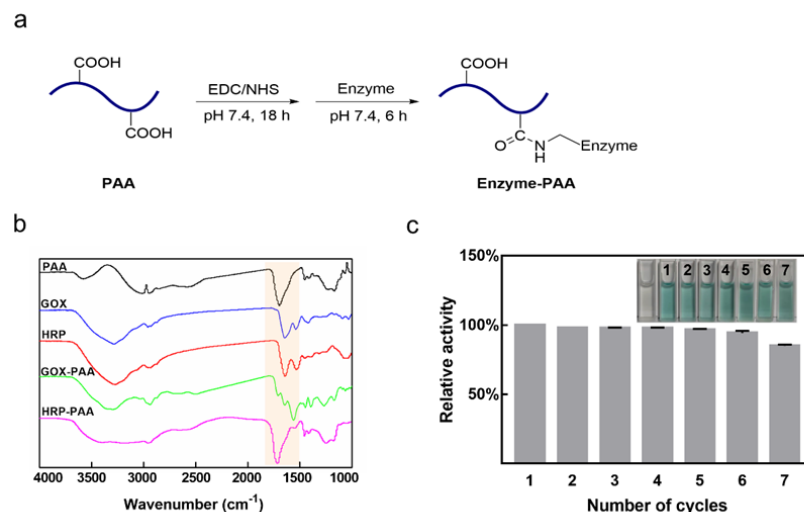 a
COOH
COOH
PAA
EDC/NHS
pH 7.4, 18 h
Enzyme
pH 7.4, 6 h
COOH
O
C
N
H
Enzyme
Enzyme-PAA
b
PAA
GOX
HRP
GOX-PAA
HRP-PAA
4000 3500 3000 2500 2000 1500 1000
Wavenumber (cm⁻¹)
c
150%
100%
50%
Relative activity
1 2 3 4 5 6 7
1 2 3 4 5 6 7
Number of cycles